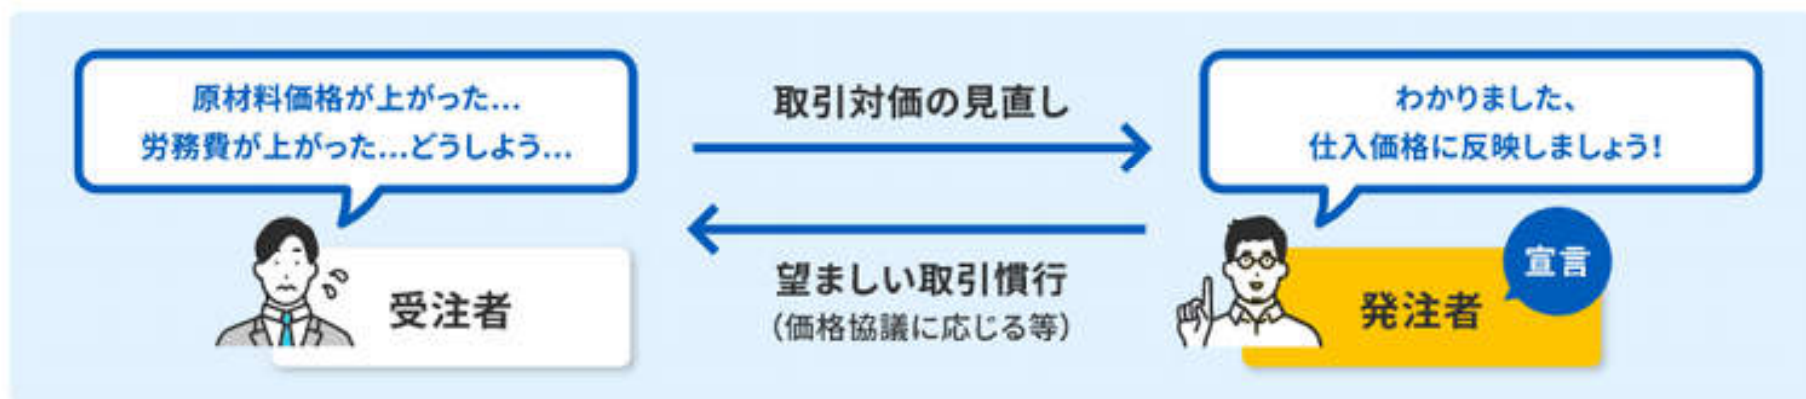 原材料価格が上がった...
労務費が上がった...どうしよう...
取引対価の見直し
わかりました、
仕入価格に反映しましょう!
望ましい取引慣行
(価格協議に応じる等)
受注者
発注者
宣言